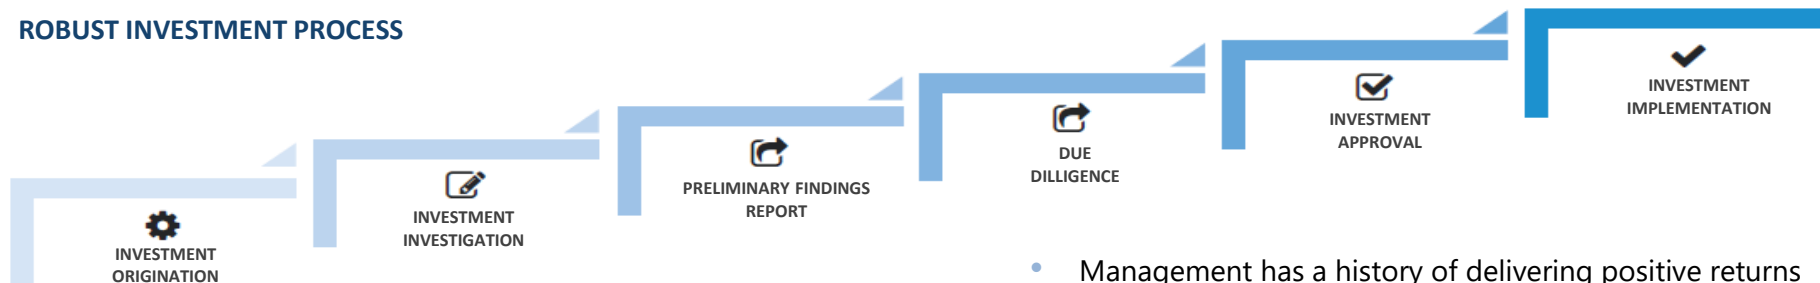 ROBUST INVESTMENT PROCESS
INVESTMENT
ORIGINATION
INVESTMENT
INVESTIGATION
PRELIMINARY FINDINGS
REPORT
DUE
DILLIGENCE
INVESTMENT
APPROVAL
INVESTMENT
IMPLEMENTATION
• Management has a history of delivering positive returns